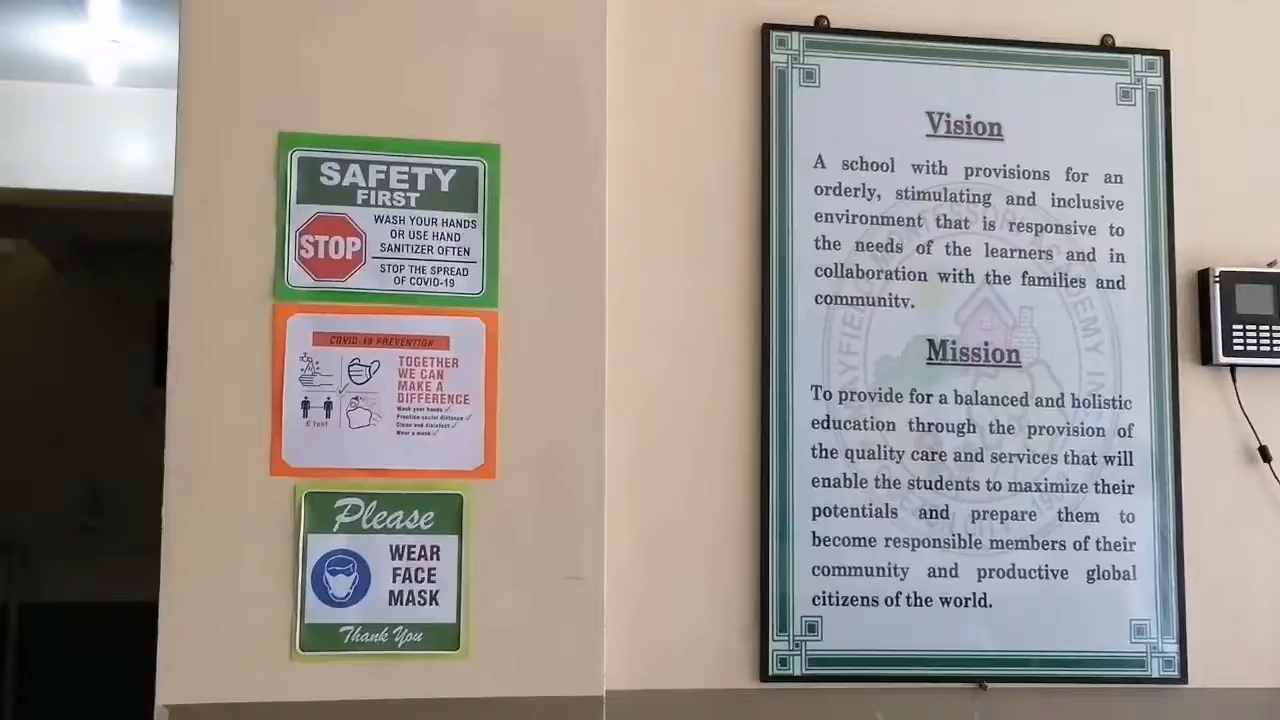 SAFETY
FIRST
STOP
WASH YOUR HANDS
OR USE HAND
SANITIZER OFTEN
STOP THE SPREAD
OF COVID-19
COVID-19 PREVENTION
TOGETHER
WE CAN
MAKE A
DIFFERENCE
Wash your hands
Practice social distance
Clean and disinfect
Wear a mask
6 feet
Please
WEAR
FACE
MASK
Thank You
Vision
A school with provisions for an
orderly, stimulating and inclusive
environment that is responsive to
the needs of the learners and in
collaboration with the families and
community.
Mission
To provide for a balanced and holistic
education through the provision of
the quality care and services that will
enable the students to maximize their
potentials and prepare them to
become responsible members of their
community and productive global
citizens of the world.
MONTESSORI ACADEMY